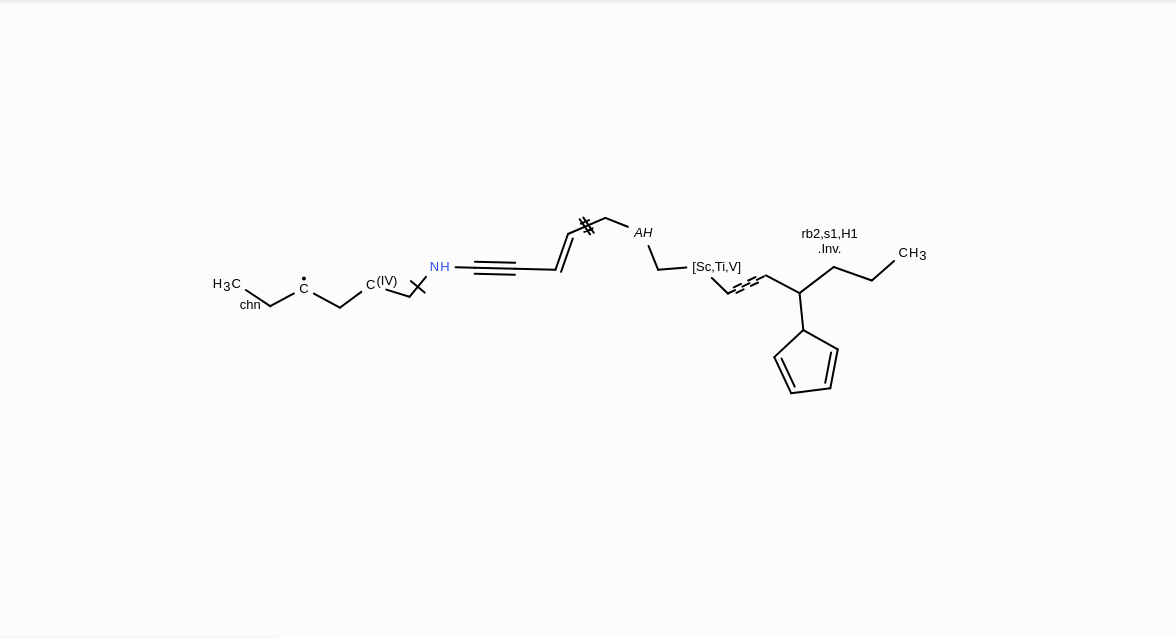 H3C
chn
C
C(IV)
NH
AH
[Sc,Ti,V]
rb2,s1,H1
.Inv.
CH3